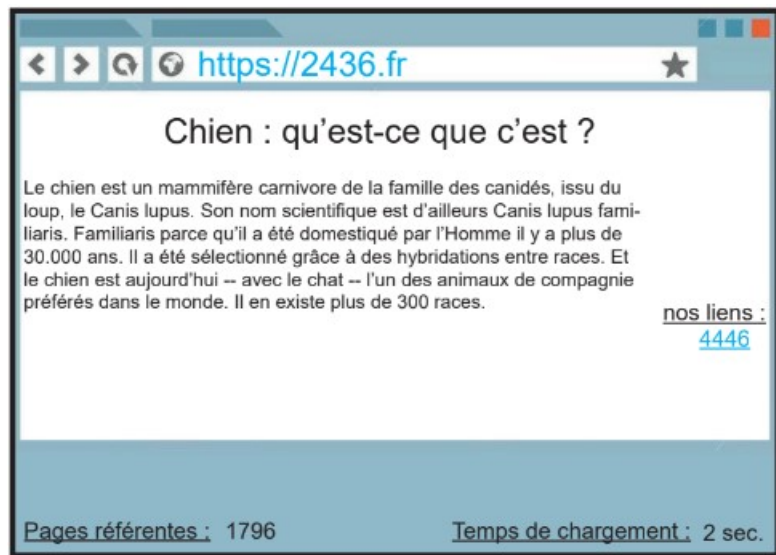 https://2436.fr
Chien : qu'est-ce que c'est ?
Le chien est un mammifère carnivore de la famille des canidés, issu du
loup, le Canis lupus. Son nom scientifique est d'ailleurs Canis lupus fami-
liaris. Familiaris parce qu'il a été domestiqué par l'Homme il y a plus de
30.000 ans. Il a été sélectionné grâce à des hybridations entre races. Et
le chien est aujourd'hui -- avec le chat -- l'un des animaux de compagnie
préférés dans le monde. Il en existe plus de 300 races.
nos liens :
4446
Pages référentes : 1796
Temps de chargement : 2 sec.